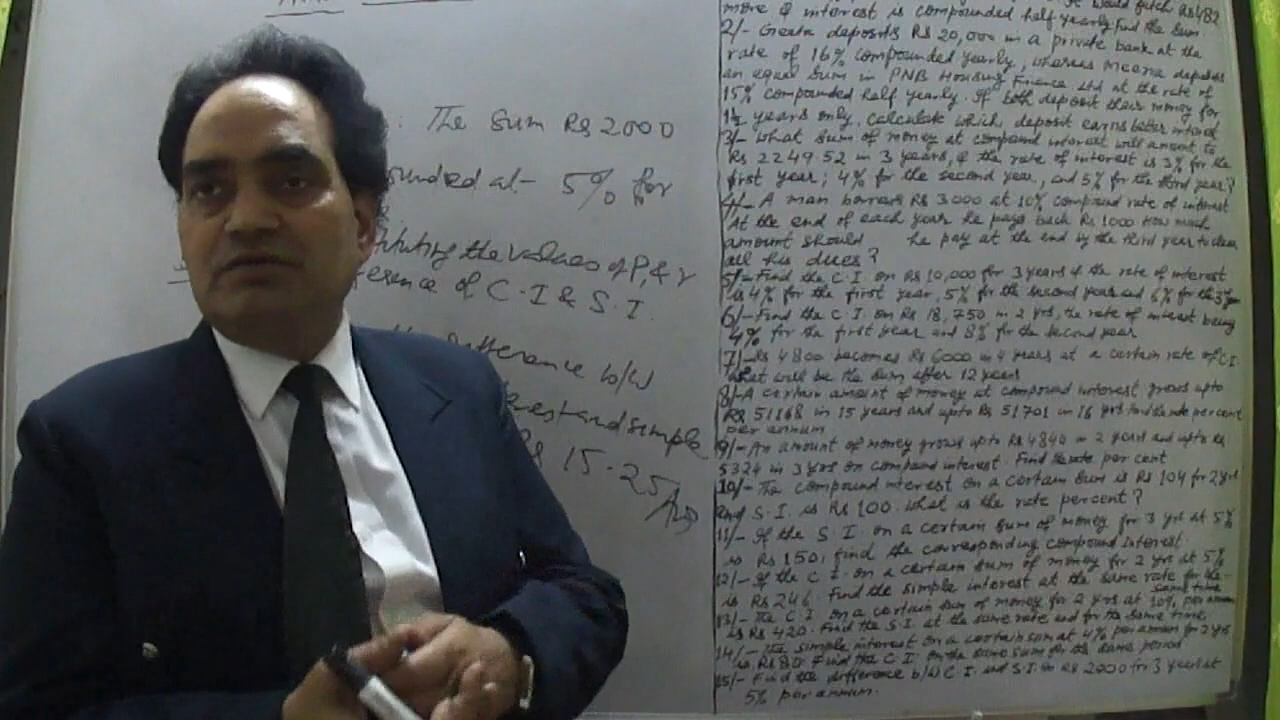 The Sum Rs 2000
ounded at- 5% for
tituting the values of P, & r
erence of C.I & S.I.
Difference b/w
rest and simple
15.25
Ans
would fetch Rs 482
more if interest is compounded half yearly find the Sum
2/- Geeta deposits Rs 20,000 in a private bank at the
rate of 16% compounded yearly, whereas Meena deposits
an equal sum in PNB Housing Finance Ltd at the rate of
15% compounded half yearly. If both deposit their money for
1½ years only, calculate which deposit earns better interest
3/- What sum of money at compound interest will amount to
Rs 2249.52 in 3 years, if the rate of interest is 3% for the
first year, 4% for the second year, and 5% for the third year?
4/- A man borrows Rs 3000 at 10% compound rate of interest
At the end of each year he pays back Rs 1000 How much
amount should he pay at the end by the third year to clear
all his dues?
5/- Find the C.I. on Rs 10,000 for 3 years if the rate of interest
is 4% for the first year, 5% for the second year and 6% for the 3rd year
6/- Find the C.I. on Rs 18,750 in 2 yrs, the rate of interest being
4% for the first year and 8% for the second year
7/- Rs 4800 becomes Rs 6000 in 4 years at a certain rate of C.I.
What will be the sum after 12 years
8/- A certain amount of money at compound interest grows upto
Rs 51168 in 15 years and upto Rs 51701 in 16 yrs find the rate percent
per annum
9/- An amount of money grows upto Rs 4840 in 2 years and upto Rs
5324 in 3 yrs on compound interest. Find the rate per cent
10/- The compound interest on a certain sum is Rs 104 for 2 yrs
and S.I. is Rs 100. what is the rate percent?
11/- If the S I. on a certain sum of money for 3 yrs at 5%
is Rs 150, find the corresponding compound interest.
12/- If the C.I. on a certain sum of money for 2 yrs at 5%
is Rs 246. Find the simple interest at the same rate for the same time
13/- The C.I. on a certain sum of money for 2 yrs at 10% per annum
is Rs 420. Find the S.I at the same rate and for the same time
14/- The simple interest on a certain sum at 4% per annum for 2 yrs
is Rs 80 Find the C.I. on the same sum for the same period
15/- Find the difference b/w C.I. and S.I. in Rs 2000 for 3 years at
5% per annum.